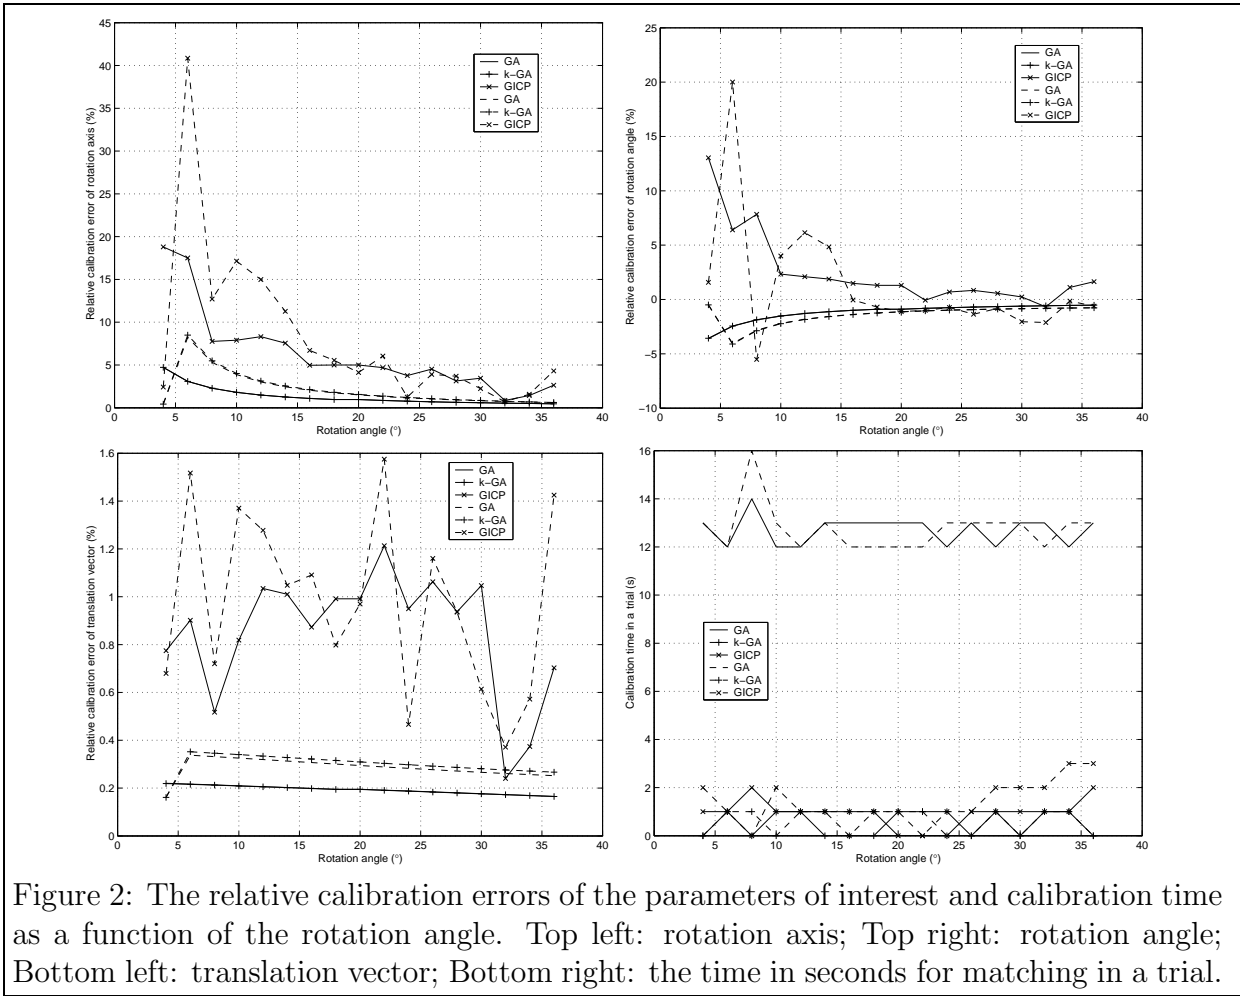 45
40
35
30
25
20
15
10
5
0
Relative calibration error of rotation axis (%)
GA
k−GA
GICP
GA
k−GA
GICP
0 5 10 15 20 25 30 35 40
Rotation angle (°)
25
20
15
10
5
0
−5
−10
Relative calibration error of rotation angle (%)
GA
k−GA
GICP
GA
k−GA
GICP
0 5 10 15 20 25 30 35 40
Rotation angle (°)
1.6
1.4
1.2
1
0.8
0.6
0.4
0.2
0
Relative calibration error of translation vector (%)
GA
k−GA
GICP
GA
k−GA
GICP
0 5 10 15 20 25 30 35 40
Rotation angle (°)
16
14
12
10
8
6
4
2
0
Calibration time in a trial (s)
GA
k−GA
GICP
GA
k−GA
GICP
0 5 10 15 20 25 30 35 40
Rotation angle (°)
Figure 2: The relative calibration errors of the parameters of interest and calibration time
as a function of the rotation angle. Top left: rotation axis; Top right: rotation angle;
Bottom left: translation vector; Bottom right: the time in seconds for matching in a trial.